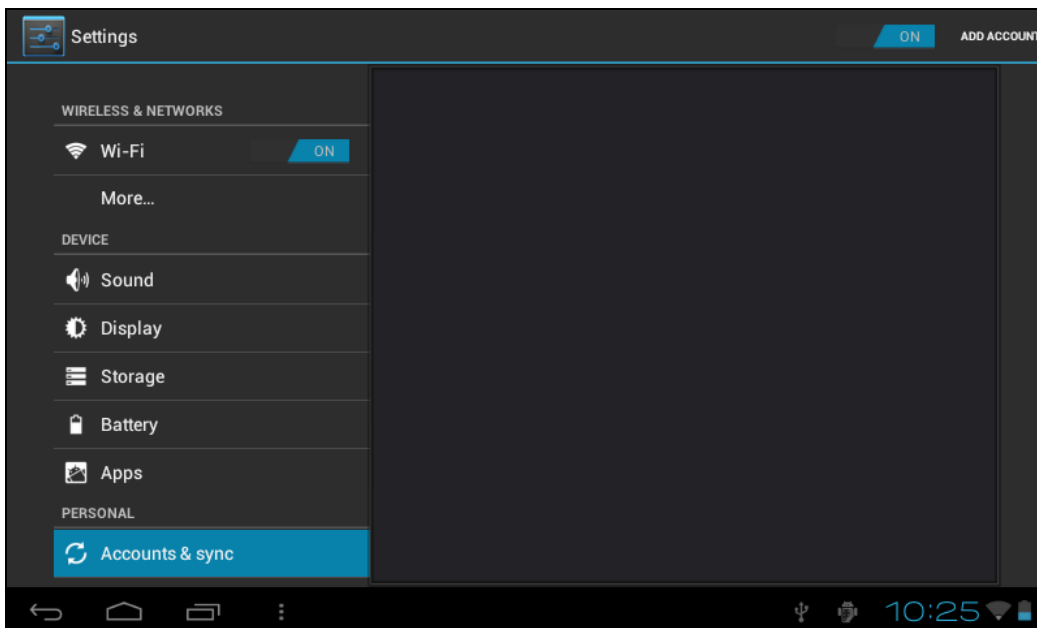 Settings
ON
ADD ACCOUNT
WIRELESS & NETWORKS
Wi-Fi
ON
More...
DEVICE
Sound
Display
Storage
Battery
Apps
PERSONAL
Accounts & sync
10:25